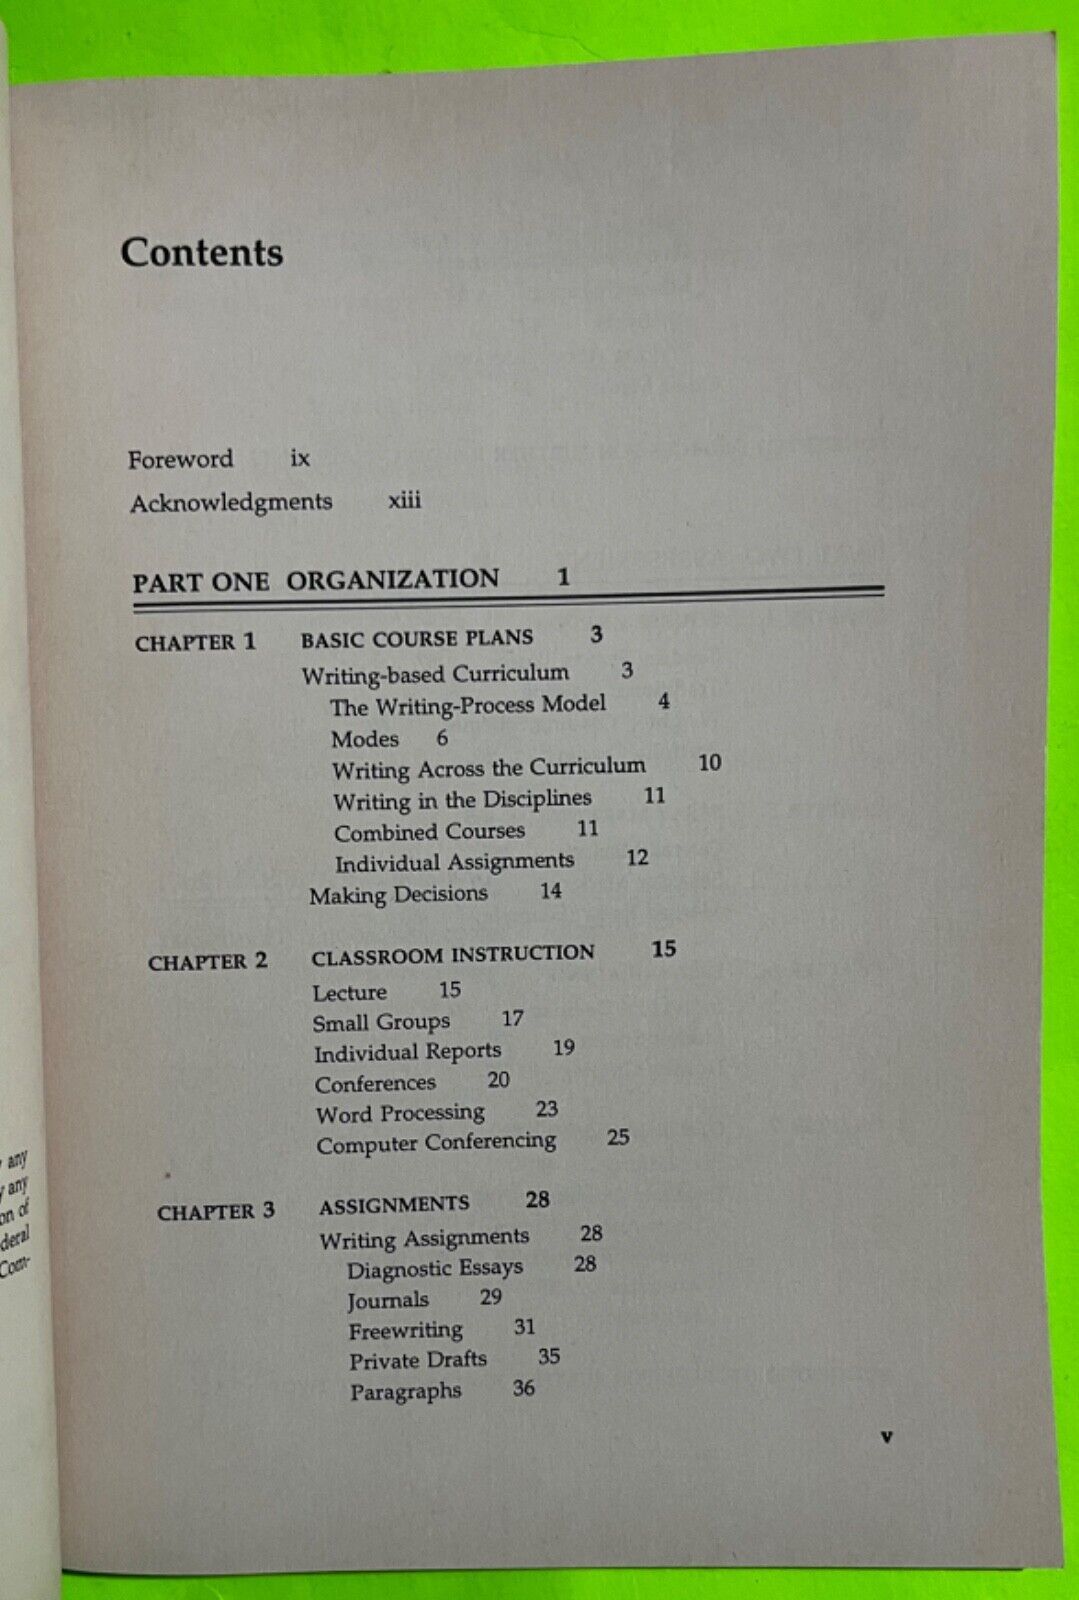 Contents
Foreword ix
Acknowledgments xiii
PART ONE ORGANIZATION 1
CHAPTER 1 BASIC COURSE PLANS 3
Writing-based Curriculum 3
The Writing-Process Model 4
Modes 6
Writing Across the Curriculum 10
Writing in the Disciplines 11
Combined Courses 11
Individual Assignments 12
Making Decisions 14
CHAPTER 2 CLASSROOM INSTRUCTION 15
Lecture 15
Small Groups 17
Individual Reports 19
Conferences 20
Word Processing 23
Computer Conferencing 25
CHAPTER 3 ASSIGNMENTS 28
Writing Assignments 28
Diagnostic Essays 28
Journals 29
Freewriting 31
Private Drafts 35
Paragraphs 36
v
any
any
of
Com-